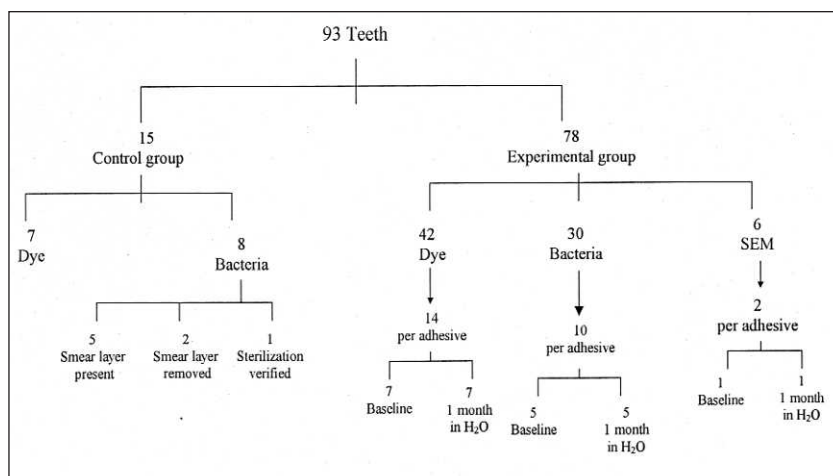 93 Teeth
15
Control group
78
Experimental group
7
Dye
8
Bacteria
42
Dye
30
Bacteria
6
SEM
5
Smear layer
present
2
Smear layer
removed
1
Sterilization
verified
14
per adhesive
10
per adhesive
2
per adhesive
7
Baseline
7
1 month
in H₂O
5
Baseline
5
1 month
in H₂O
1
Baseline
1
1 month
in H₂O